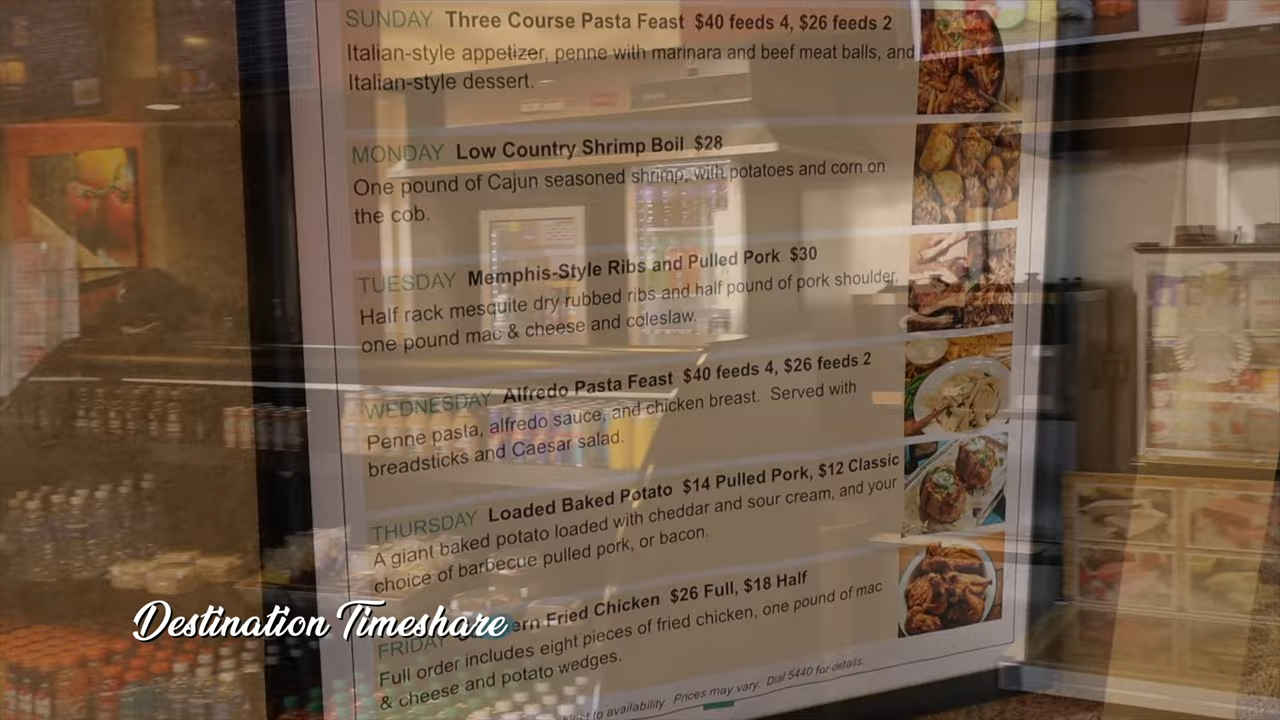 SUNDAY Three Course Pasta Feast $40 feeds 4, $26 feeds 2
Italian-style appetizer, penne with marinara and beef meat balls, and
Italian-style dessert.
MONDAY Low Country Shrimp Boil $28
One pound of Cajun seasoned shrimp, with potatoes and corn on
the cob.
TUESDAY Memphis-Style Ribs and Pulled Pork $30
Half rack mesquite dry rubbed ribs and half pound of pork shoulder,
one pound mac & cheese and coleslaw.
WEDNESDAY Alfredo Pasta Feast $40 feeds 4, $26 feeds 2
Penne pasta, alfredo sauce, and chicken breast. Served with
breadsticks and Caesar salad.
THURSDAY Loaded Baked Potato $14 Pulled Pork, $12 Classic
A giant baked potato loaded with cheddar and sour cream, and your
choice of barbecue pulled pork, or bacon.
FRIDAY Fried Chicken $26 Full, $18 Half
Full order includes eight pieces of fried chicken, one pound of mac
& cheese and potato wedges.
to availability Prices may vary. Dial 5440 for details.
Destination Timeshare